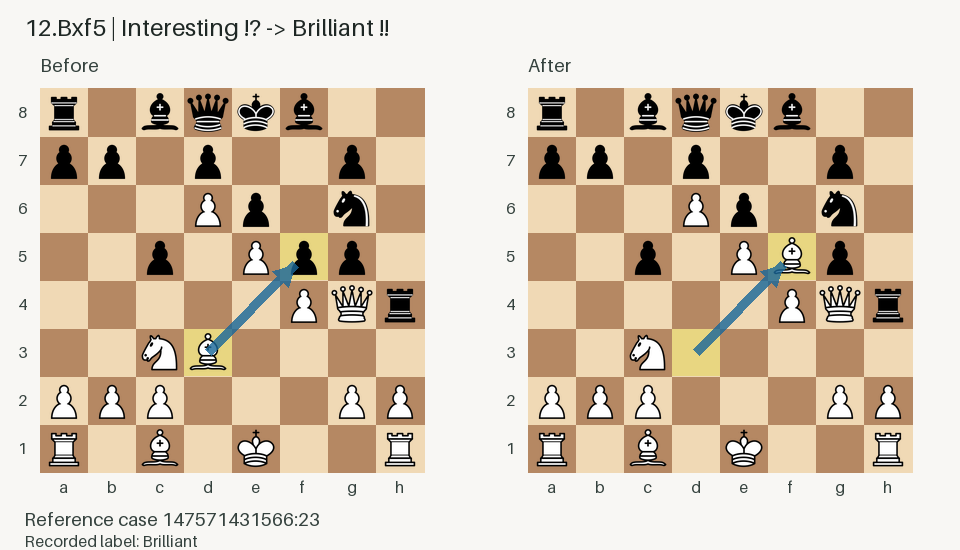 12.Bxf5 | Interesting !? -> Brilliant !!
Before After
8 8
7 7
6 6
5 5
4 4
3 3
2 2
1 1
a b c d e f g h a b c d e f g h
Reference case 147571431566:23
Recorded label: Brilliant